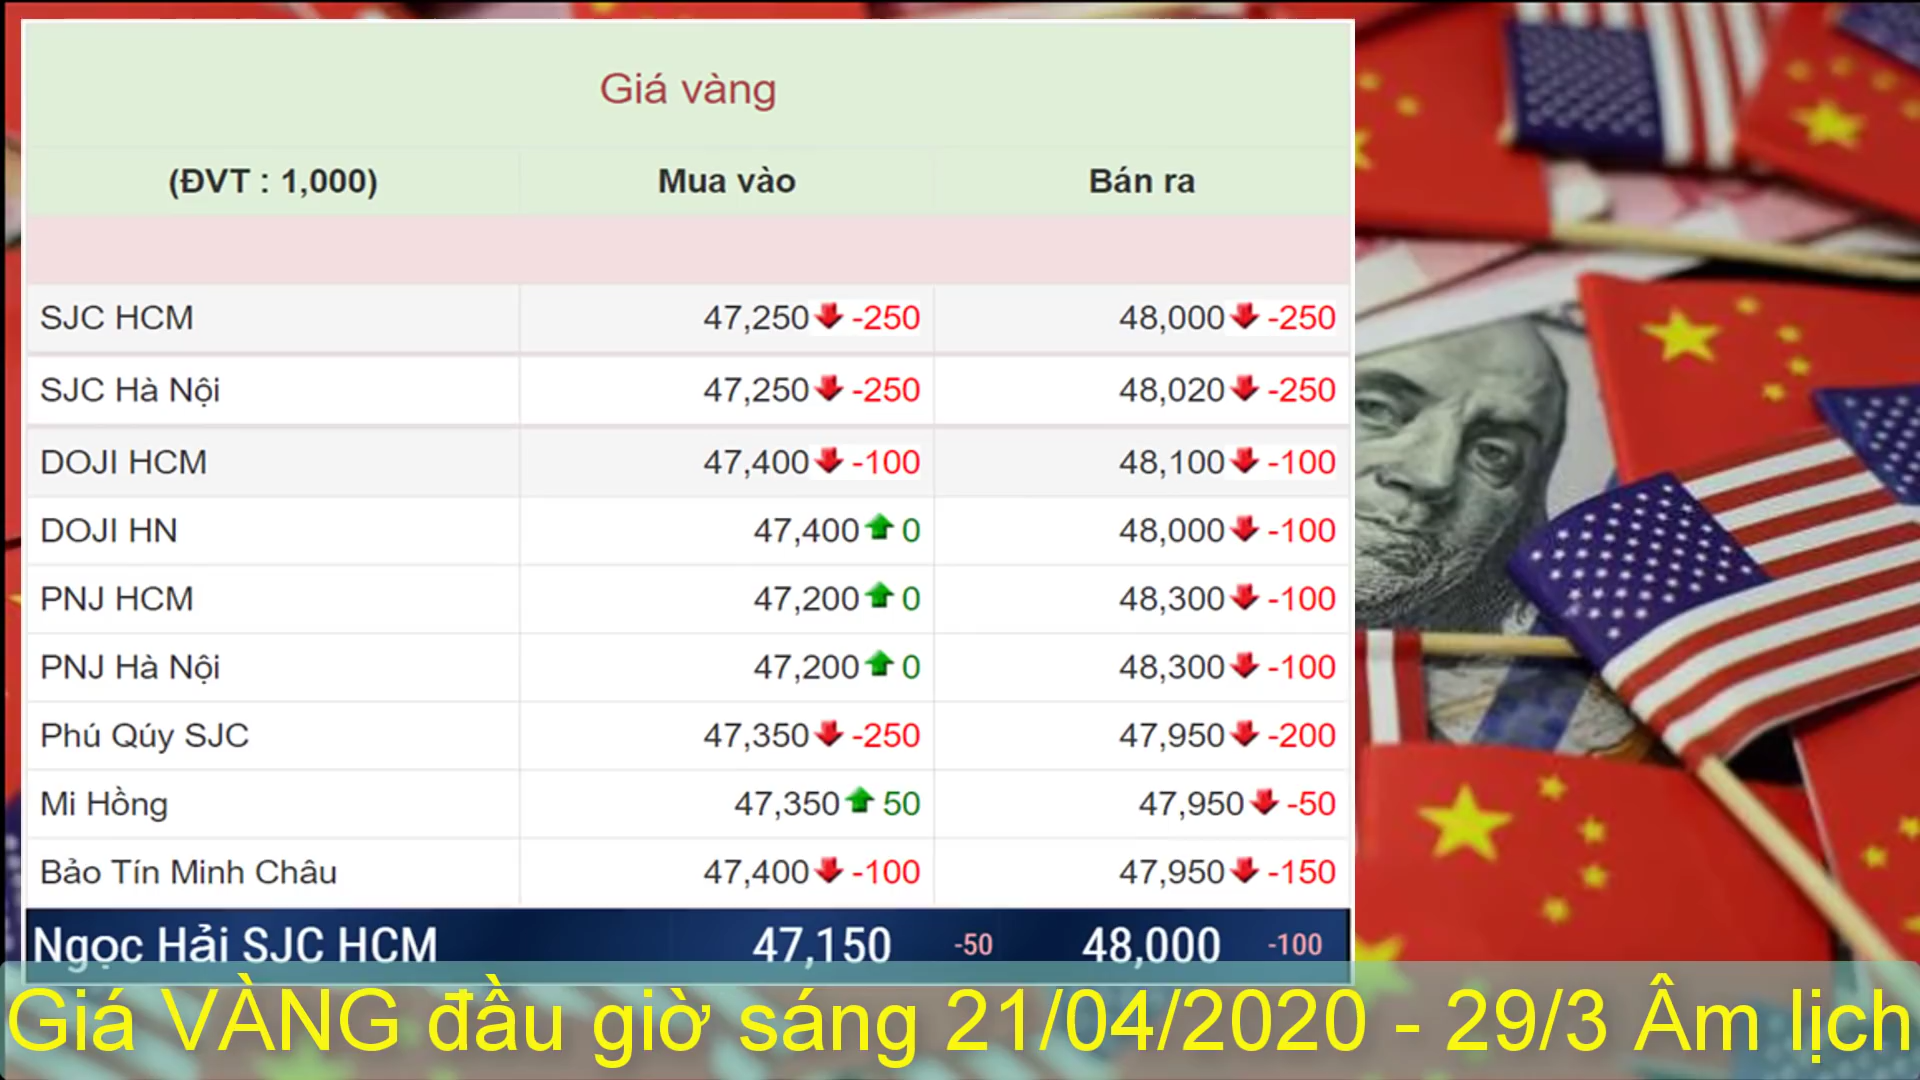 Giá vàng
(ĐVT : 1,000) Mua vào Bán ra
SJC HCM 47,250 -250 48,000 -250
SJC Hà Nội 47,250 -250 48,020 -250
DOJI HCM 47,400 -100 48,100 -100
DOJI HN 47,400 0 48,000 -100
PNJ HCM 47,200 0 48,300 -100
PNJ Hà Nội 47,200 0 48,300 -100
Phú Qúy SJC 47,350 -250 47,950 -200
Mi Hồng 47,350 50 47,950 -50
Bảo Tín Minh Châu 47,400 -100 47,950 -150
Ngọc Hải SJC HCM 47,150 -50 48,000 -100
Giá VÀNG đầu giờ sáng 21/04/2020 - 29/3 Âm lịch